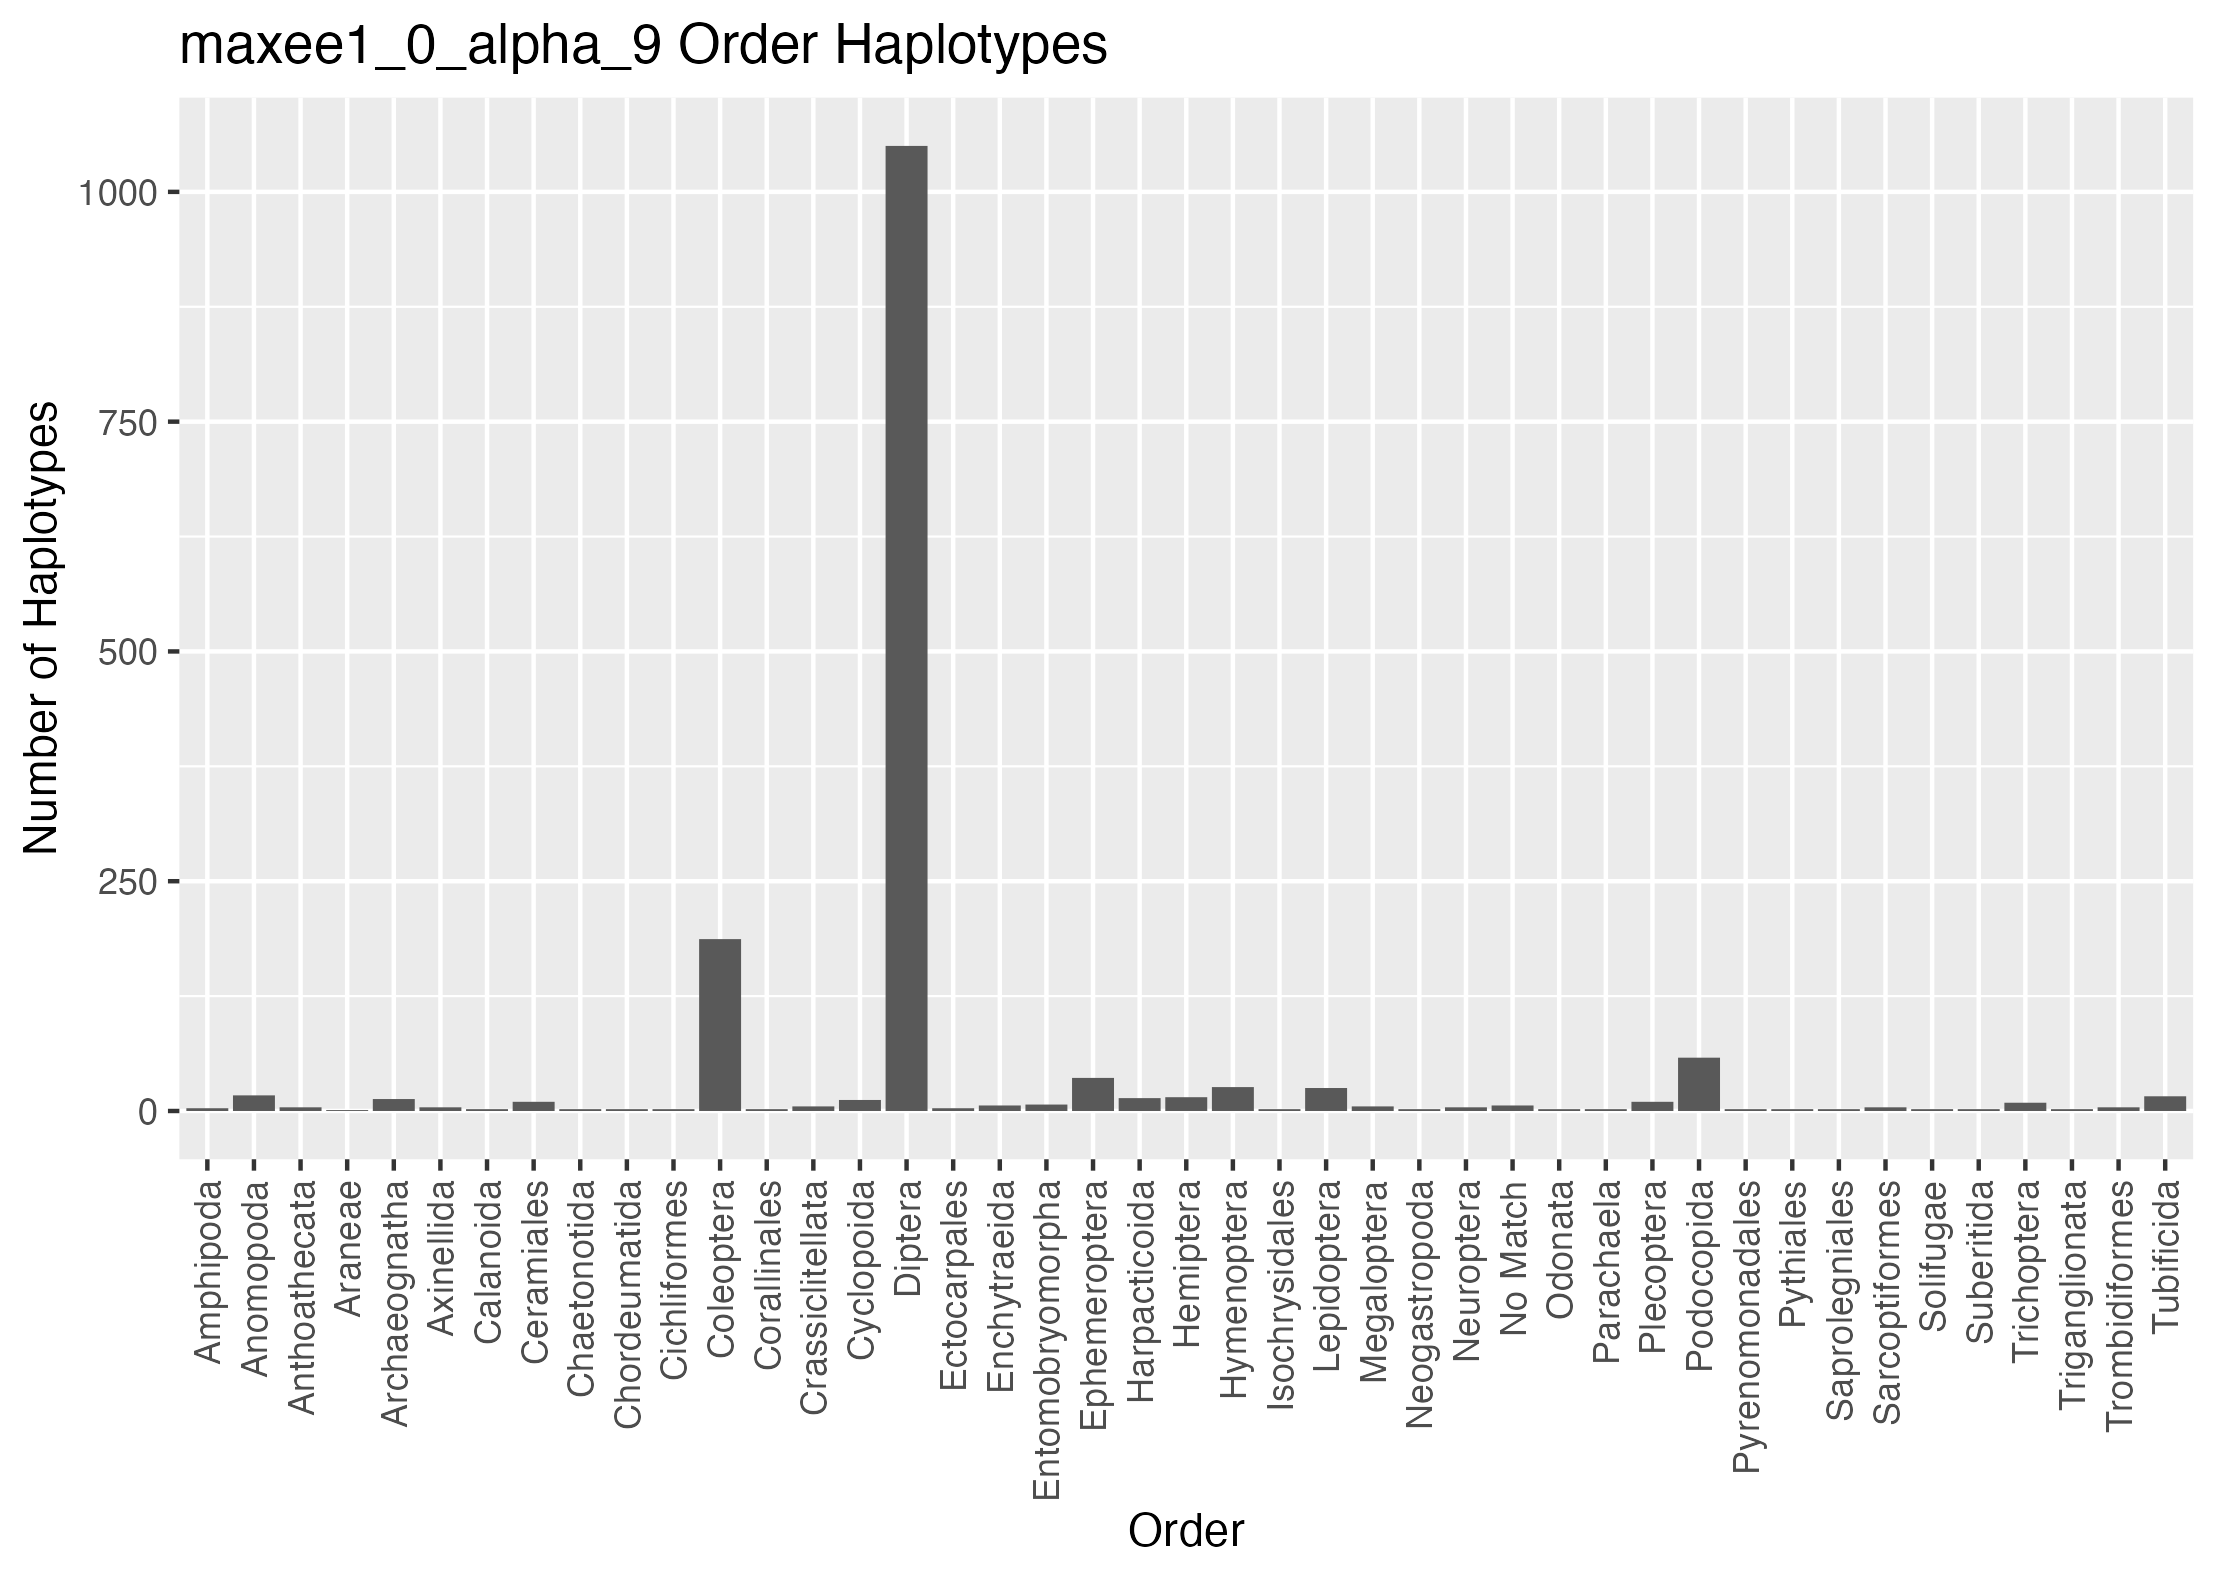 maxee1_0_alpha_9 Order Haplotypes
Number of Haplotypes
1000
750
500
250
0
Amphipoda
Anomopoda
Anthoathecata
Araneae
Archaeognatha
Axinellida
Calanoida
Ceramiales
Chaetonotida
Chordeumatida
Cichliformes
Coleoptera
Corallinales
Crassiclitellata
Cyclopoida
Diptera
Ectocarpales
Enchytraeida
Entomobryomorpha
Ephemeroptera
Harpacticoida
Hemiptera
Hymenoptera
Isochrysidales
Lepidoptera
Megaloptera
Neogastropoda
Neuroptera
No Match
Odonata
Parachaela
Plecoptera
Podocopida
Pyrenomonadales
Pythiales
Saprolegniales
Sarcoptiformes
Solifugae
Suberitida
Trichoptera
Triganglionata
Trombidiformes
Tubificida
Order